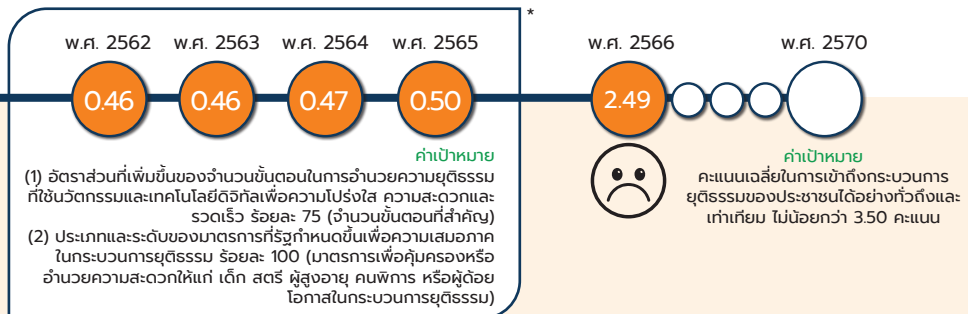 *
พ.ศ. 2562 พ.ศ. 2563 พ.ศ. 2564 พ.ศ. 2565 พ.ศ. 2566 พ.ศ. 2570
0.46 0.46 0.47 0.50 2.49
ค่าเป้าหมาย
(1) อัตราส่วนที่เพิ่มขึ้นของจำนวนขั้นตอนในการอำนวยความยุติธรรม
ที่ใช้นวัตกรรมและเทคโนโลยีดิจิทัลเพื่อความโปร่งใส ความสะดวกและ
รวดเร็ว ร้อยละ 75 (จำนวนขั้นตอนที่สำคัญ)
(2) ประเภทและระดับของมาตรการที่รัฐกำหนดขึ้นเพื่อความเสมอภาค
ในกระบวนการยุติธรรม ร้อยละ 100 (มาตรการเพื่อคุ้มครองหรือ
อำนวยความสะดวกให้แก่ เด็ก สตรี ผู้สูงอายุ คนพิการ หรือผู้ด้อย
โอกาสในกระบวนการยุติธรรม)
ค่าเป้าหมาย
คะแนนเฉลี่ยในการเข้าถึงกระบวนการ
ยุติธรรมของประชาชนได้อย่างทั่วถึงและ
เท่าเทียม ไม่น้อยกว่า 3.50 คะแนน